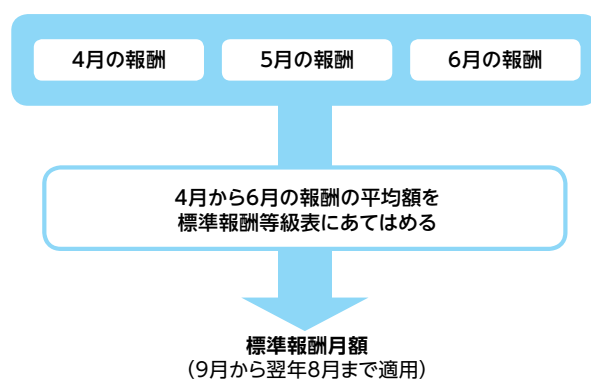 4月の報酬
5月の報酬
6月の報酬
4月から6月の報酬の平均額を
標準報酬等級表にあてはめる
標準報酬月額
（9月から翌年8月まで適用）